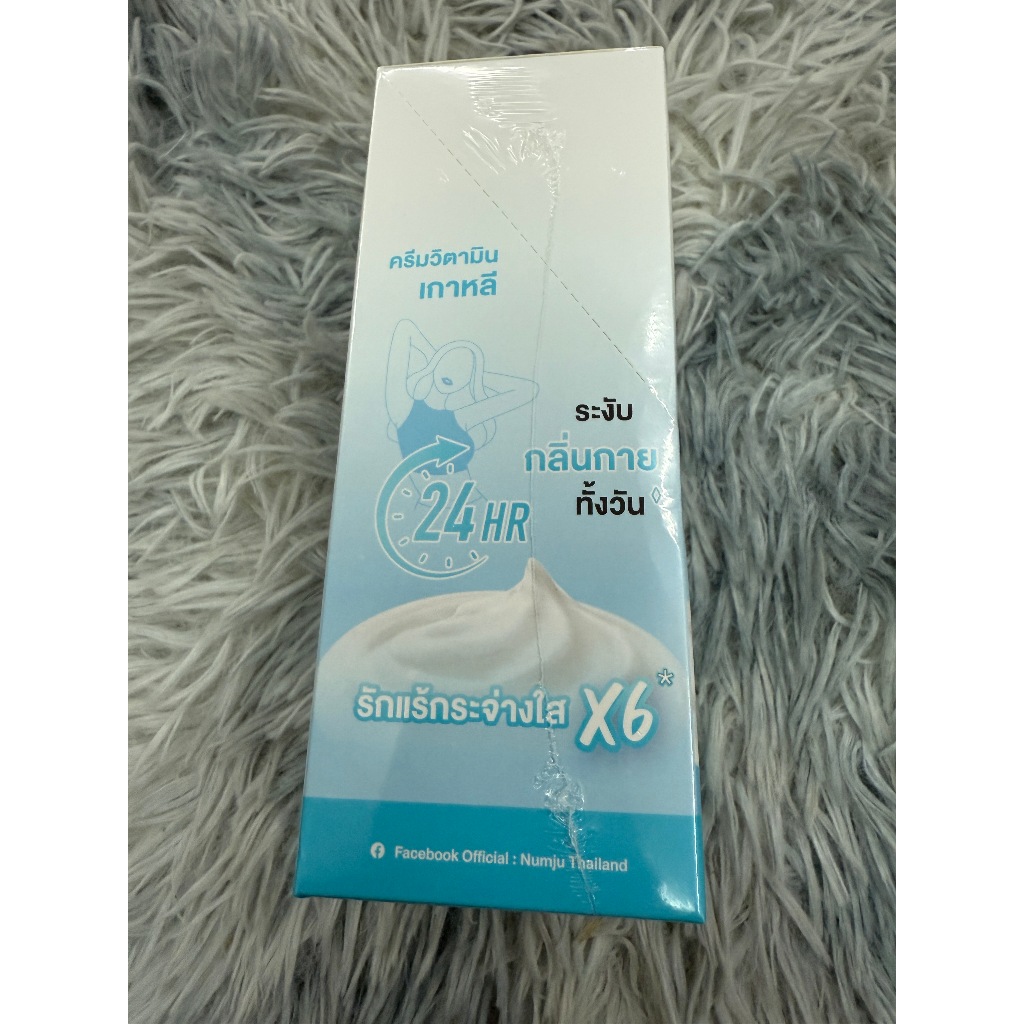 ครีมวิตามิน
เกาหลี
ระงับ
กลิ่นกาย
ทั้งวัน◊
24 HR
รักแร้กระจ่างใส X6*
Facebook Official : Numju Thailand